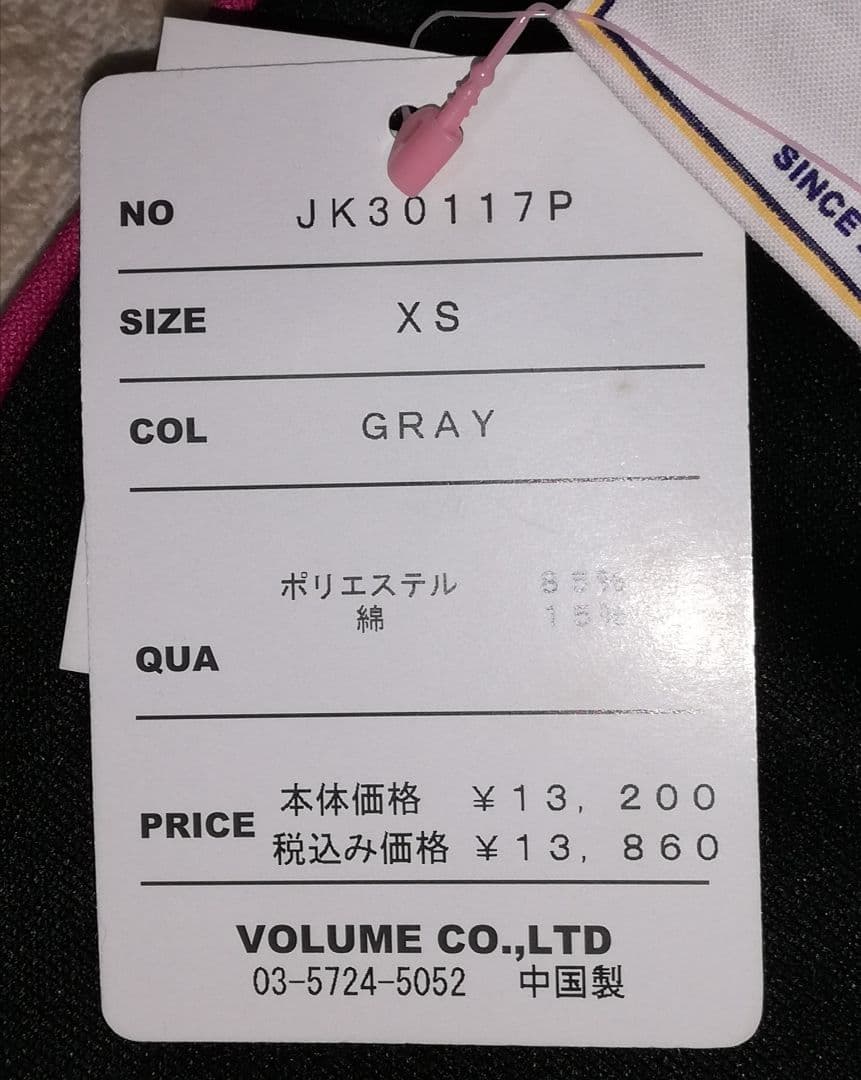 NO JK30117P
SIZE XS
COL GRAY
ポリエステル 85%
綿 15%
QUA
本体価格 ¥13,200
PRICE
税込み価格 ¥13,860
VOLUME CO.,LTD
03-5724-5052 中国製
SINCE